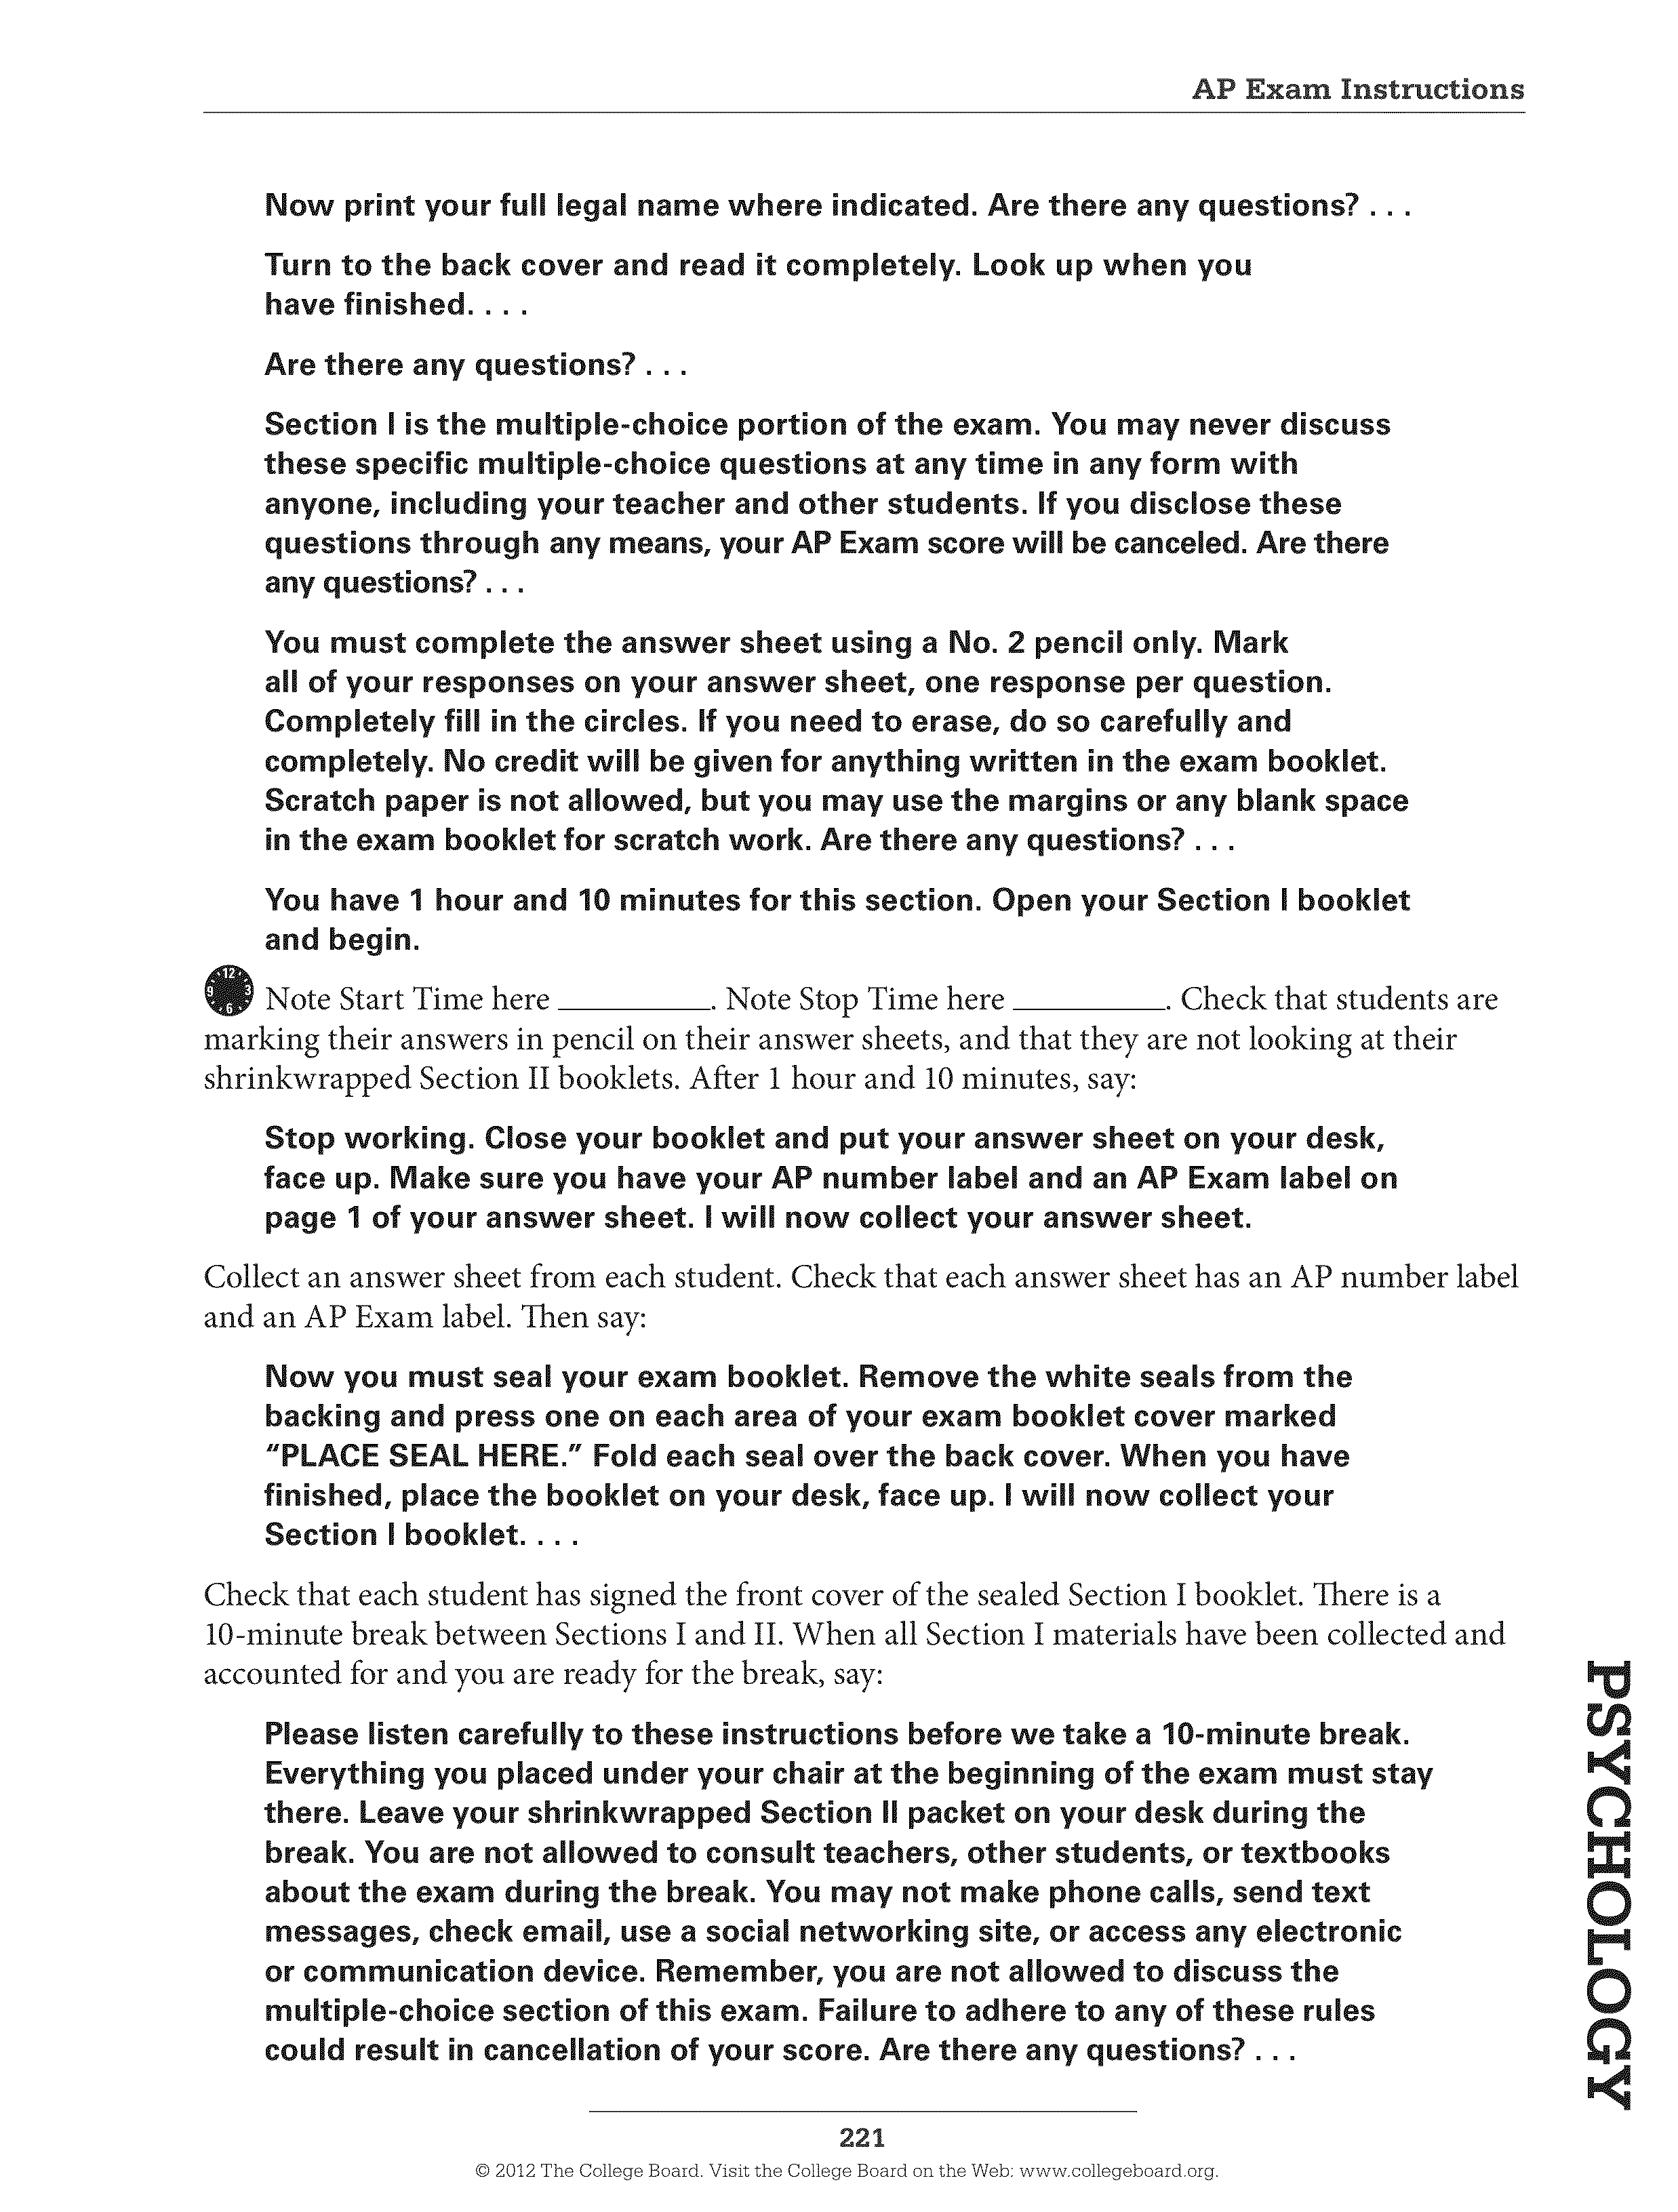 AP Exam Instructions
Now print your full legal name where indicated. Are there any questions? . . .
Turn to the back cover and read it completely. Look up when you
have finished. . . .
Are there any questions? . . .
Section I is the multiple-choice portion of the exam. You may never discuss
these specific multiple-choice questions at any time in any form with
anyone, including your teacher and other students. If you disclose these
questions through any means, your AP Exam score will be canceled. Are there
any questions? . . .
You must complete the answer sheet using a No. 2 pencil only. Mark
all of your responses on your answer sheet, one response per question.
Completely fill in the circles. If you need to erase, do so carefully and
completely. No credit will be given for anything written in the exam booklet.
Scratch paper is not allowed, but you may use the margins or any blank space
in the exam booklet for scratch work. Are there any questions? . . .
You have 1 hour and 10 minutes for this section. Open your Section I booklet
and begin.
12
9 3
6
Note Start Time here __________. Note Stop Time here __________. Check that students are
marking their answers in pencil on their answer sheets, and that they are not looking at their
shrinkwrapped Section II booklets. After 1 hour and 10 minutes, say:
Stop working. Close your booklet and put your answer sheet on your desk,
face up. Make sure you have your AP number label and an AP Exam label on
page 1 of your answer sheet. I will now collect your answer sheet.
Collect an answer sheet from each student. Check that each answer sheet has an AP number label
and an AP Exam label. Then say:
Now you must seal your exam booklet. Remove the white seals from the
backing and press one on each area of your exam booklet cover marked
“PLACE SEAL HERE.” Fold each seal over the back cover. When you have
finished, place the booklet on your desk, face up. I will now collect your
Section I booklet. . . .
Check that each student has signed the front cover of the sealed Section I booklet. There is a
10-minute break between Sections I and II. When all Section I materials have been collected and
accounted for and you are ready for the break, say:
Please listen carefully to these instructions before we take a 10-minute break.
Everything you placed under your chair at the beginning of the exam must stay
there. Leave your shrinkwrapped Section II packet on your desk during the
break. You are not allowed to consult teachers, other students, or textbooks
about the exam during the break. You may not make phone calls, send text
messages, check email, use a social networking site, or access any electronic
or communication device. Remember, you are not allowed to discuss the
multiple-choice section of this exam. Failure to adhere to any of these rules
could result in cancellation of your score. Are there any questions? . . .
PSYCHOLOGY
221
© 2012 The College Board. Visit the College Board on the Web: www.collegeboard.org.